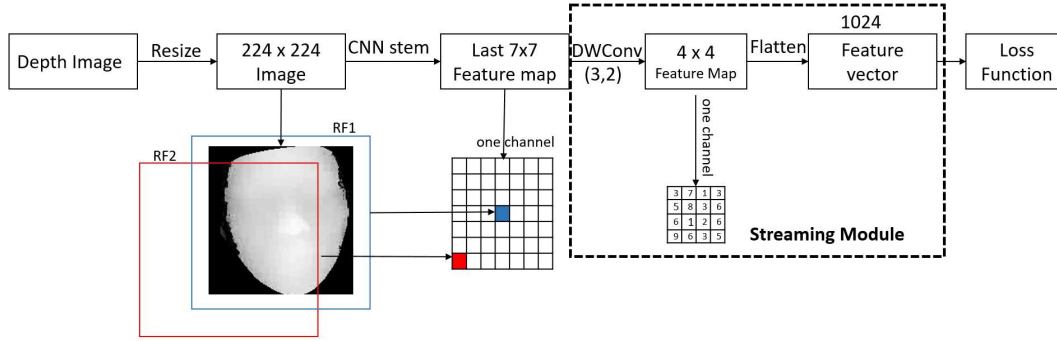 1024
Depth Image
Resize
224 x 224
Image
CNN stem
Last 7x7
Feature map
DWConv
(3,2)
4 x 4
Feature Map
Flatten
Feature
vector
Loss
Function
RF1
RF2
one channel
one channel
3 7 1 3
5 8 3 6
6 1 2 6
9 6 3 5
Streaming Module